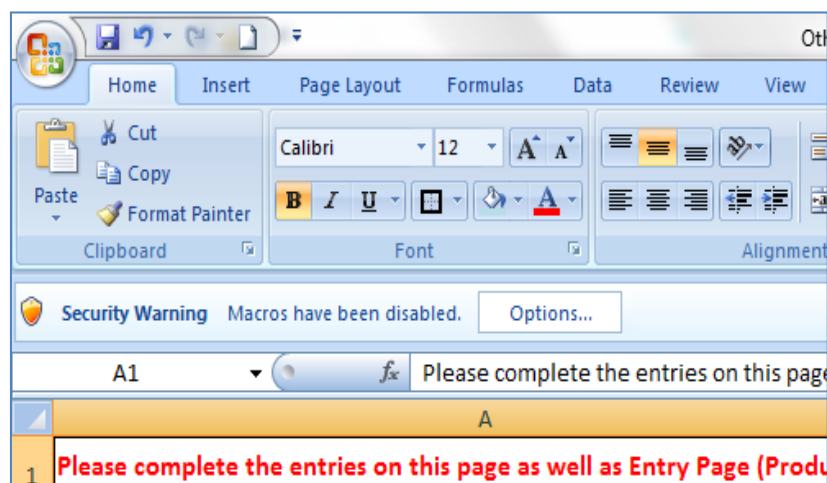 Oth
Home Insert Page Layout Formulas Data Review View
Cut
Copy
Paste
Format Painter
Clipboard
Calibri 12 A A
B I U A
Font
Alignment
Security Warning Macros have been disabled. Options...
A1 fx Please complete the entries on this page
A
1 Please complete the entries on this page as well as Entry Page (Produ